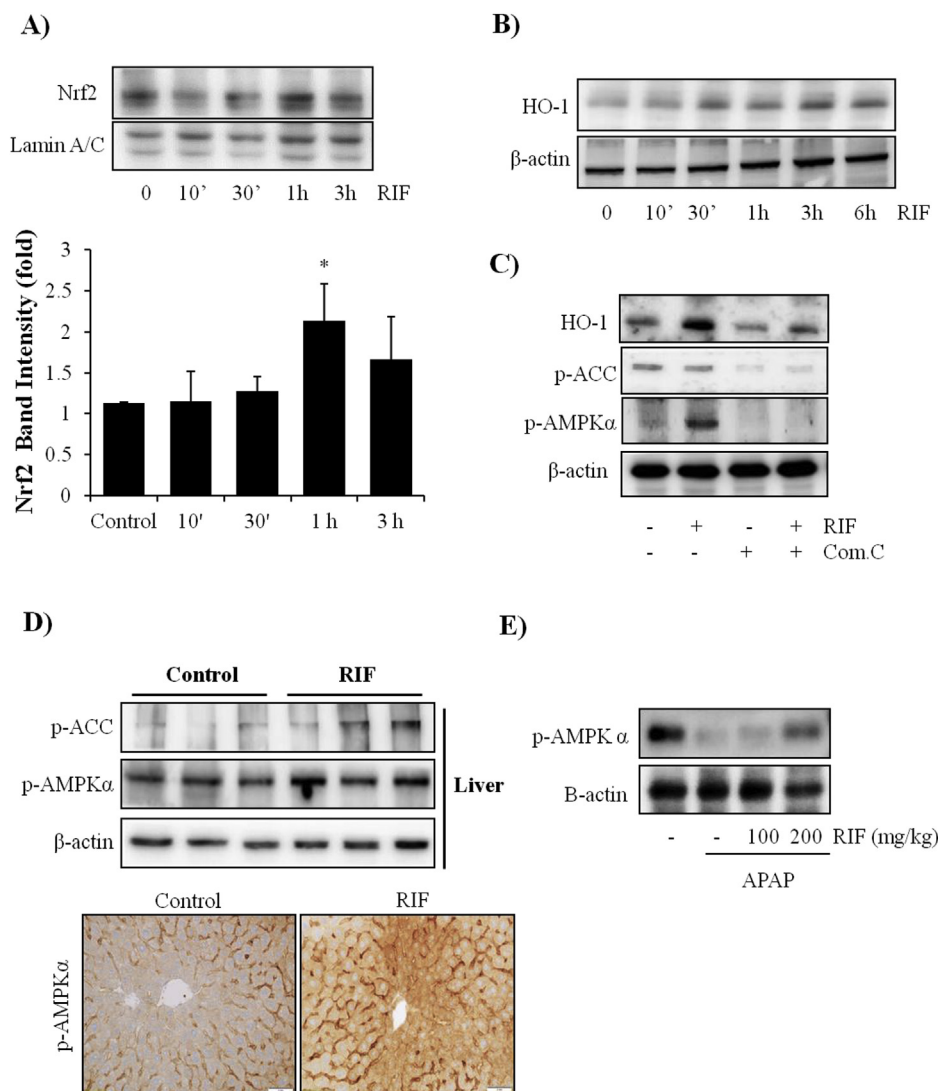 A)
Nrf2
Lamin A/C
0 10’ 30’ 1h 3h RIF
Nrf2 Band Intensity (fold)
3
2.5
2
1.5
1
0.5
0
*
Control 10' 30' 1 h 3 h
B)
HO-1
β-actin
0 10’ 30’ 1h 3h 6h RIF
C)
HO-1
p-ACC
p-AMPKα
β-actin
- + - + RIF
- - + + Com.C
D)
Control RIF
p-ACC
p-AMPKα
β-actin
Liver
Control RIF
p-AMPKα
E)
p-AMPK α
B-actin
- - 100 200 RIF (mg/kg)
APAP